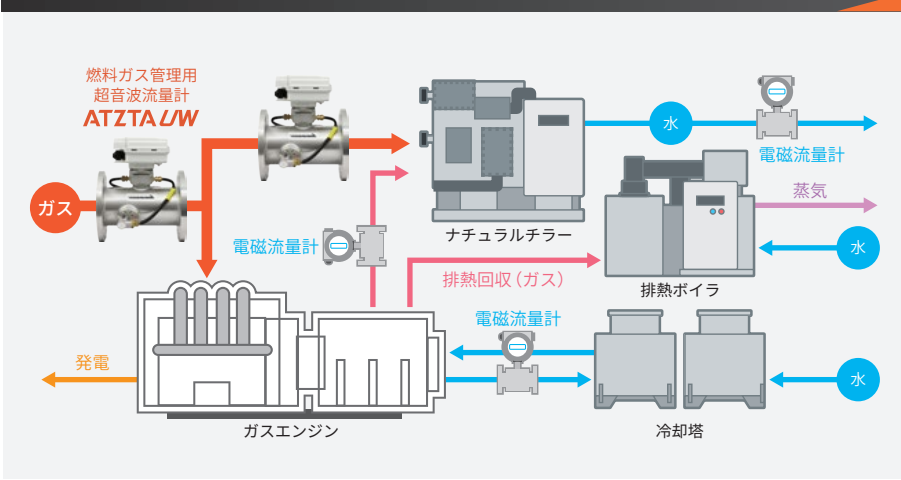 燃料ガス管理用
超音波流量計
ATZTA UW
ガス
水
電磁流量計
蒸気
ナチュラルチラー
電磁流量計
水
排熱回収（ガス）
排熱ボイラ
電磁流量計
発電
水
ガスエンジン
冷却塔